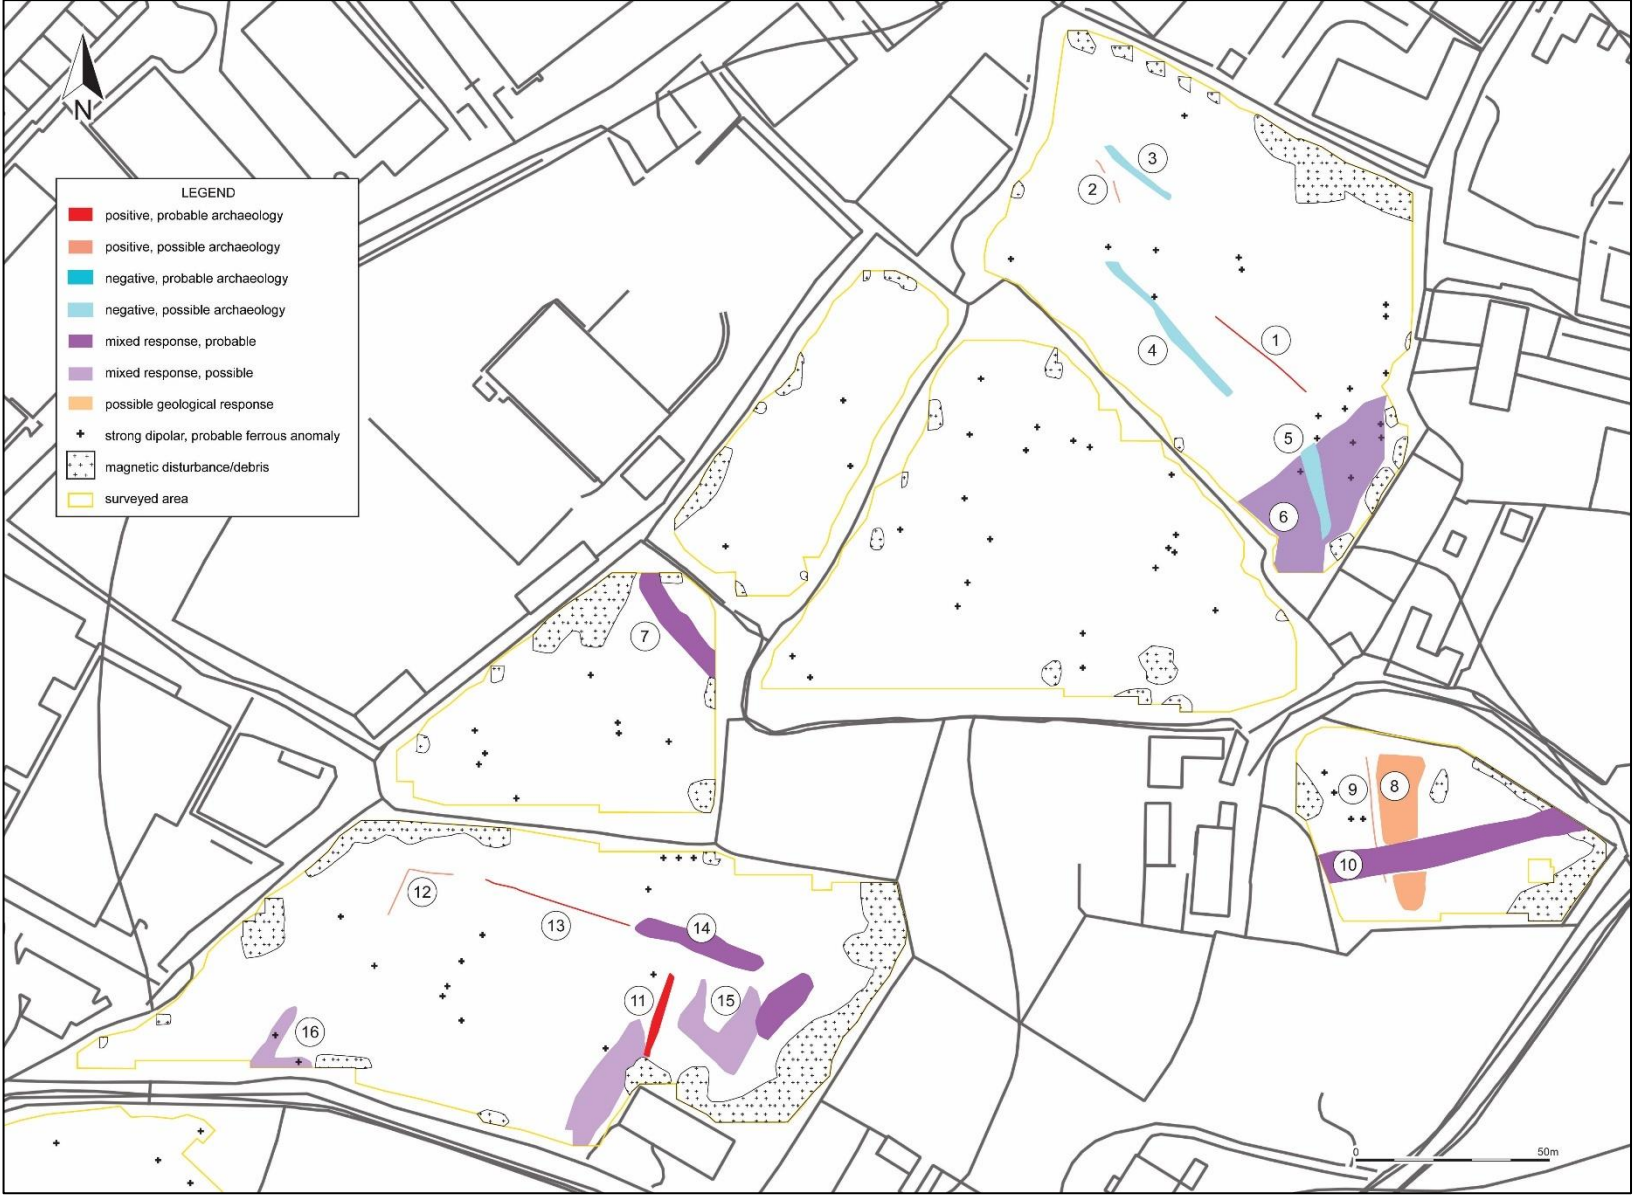 N
LEGEND
positive, probable archaeology
positive, possible archaeology
negative, probable archaeology
negative, possible archaeology
mixed response, probable
mixed response, possible
possible geological response
strong dipolar, probable ferrous anomaly
magnetic disturbance/debris
surveyed area
3
2
1
4
5
6
7
8
9
10
12
13
14
11
15
16
0 50m